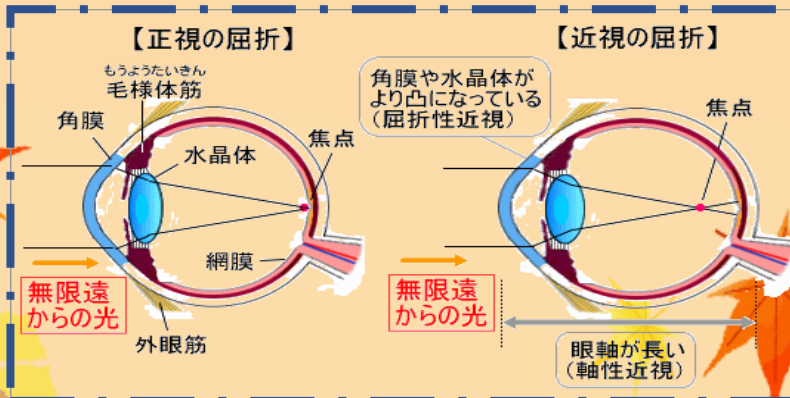 【正視の屈折】
もうようたいきん
毛様体筋
角膜
水晶体
焦点
網膜
無限遠
からの光
外眼筋
【近視の屈折】
角膜や水晶体が
より凸になっている
（屈折性近視）
焦点
無限遠
からの光
眼軸が長い
（軸性近視）